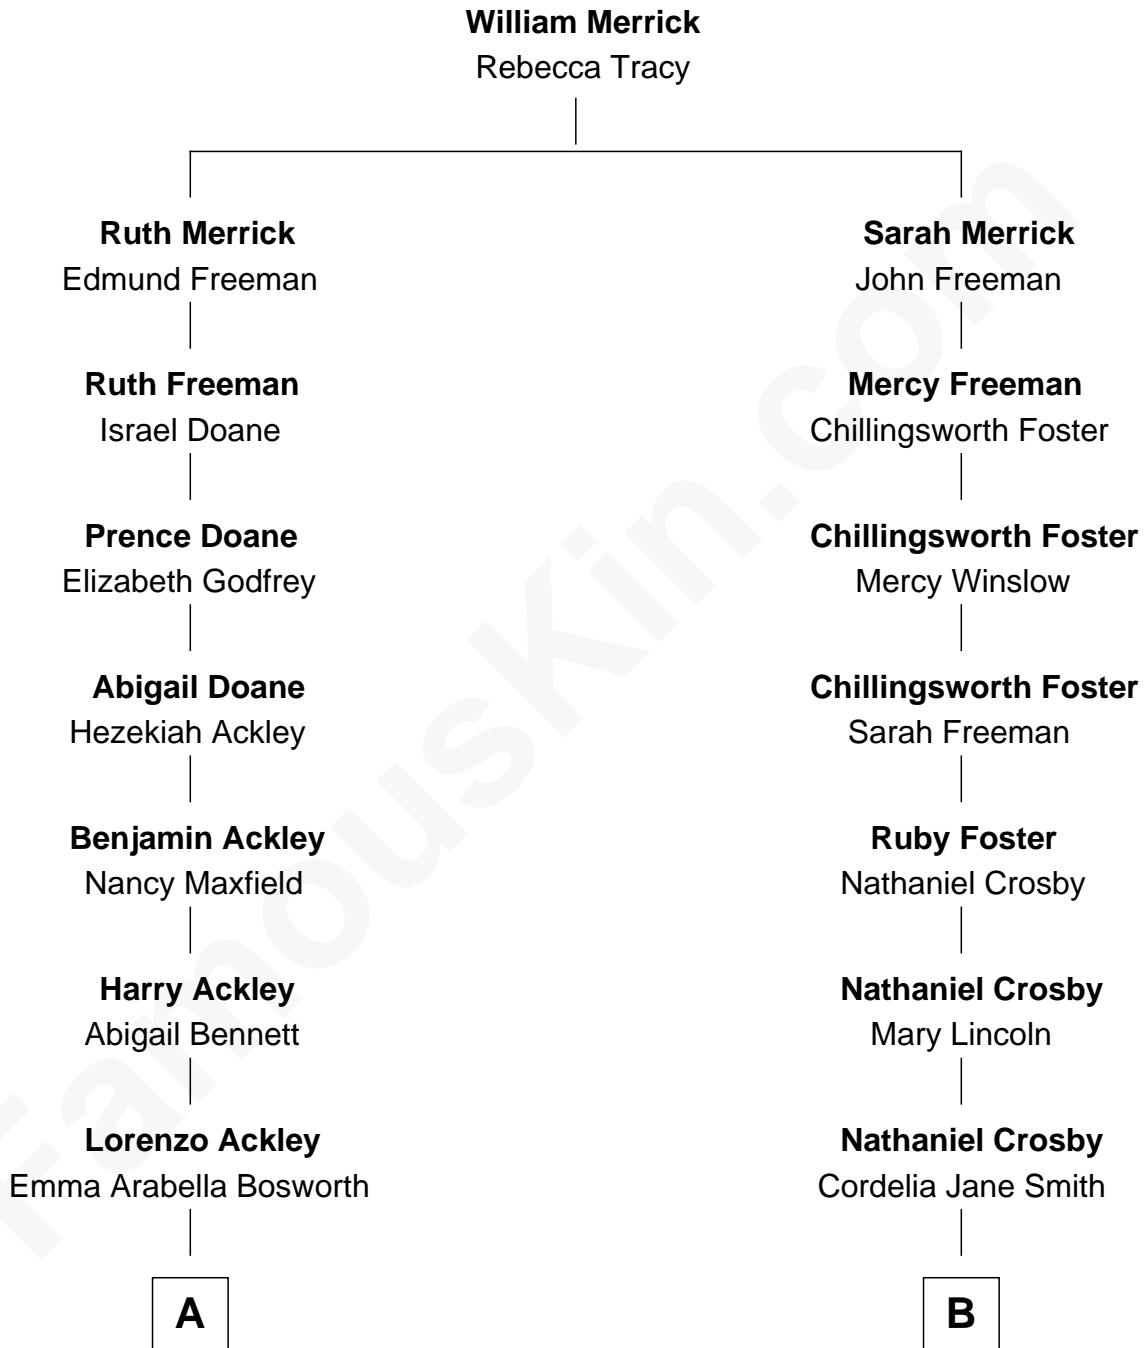 William Merrick
Rebecca Tracy
Ruth Merrick
Edmund Freeman
Sarah Merrick
John Freeman
Ruth Freeman
Israel Doane
Mercy Freeman
Chillingsworth Foster
Prence Doane
Elizabeth Godfrey
Chillingsworth Foster
Mercy Winslow
Abigail Doane
Hezekiah Ackley
Chillingsworth Foster
Sarah Freeman
Benjamin Ackley
Nancy Maxfield
Ruby Foster
Nathaniel Crosby
Harry Ackley
Abigail Bennett
Nathaniel Crosby
Mary Lincoln
Lorenzo Ackley
Emma Arabella Bosworth
Nathaniel Crosby
Cordelia Jane Smith
A
B
FamousKin.com